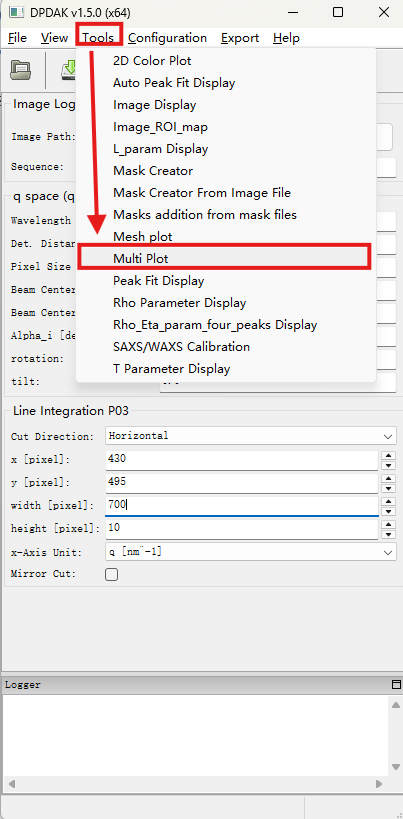 DPDAK v1.5.0 (x64)
File View Tools Configuration Export Help
2D Color Plot
Auto Peak Fit Display
Image Display
Image_ROI_map
L_param Display
Mask Creator
Mask Creator From Image File
Masks addition from mask files
Mesh plot
Multi Plot
Peak Fit Display
Rho Parameter Display
Rho_Eta_param_four_peaks Display
SAXS/WAXS Calibration
T Parameter Display
Image Log
Image Path:
Sequence:
q space (q
Wavelength
Det. Distan
Pixel Size
Beam Center
Beam Center
Alpha_i [de
rotation:
tilt:
Line Integration P03
Cut Direction: Horizontal
x [pixel]: 430
y [pixel]: 495
width [pixel]: 700
height [pixel]: 10
x-Axis Unit: q [nm^-1]
Mirror Cut:
Logger